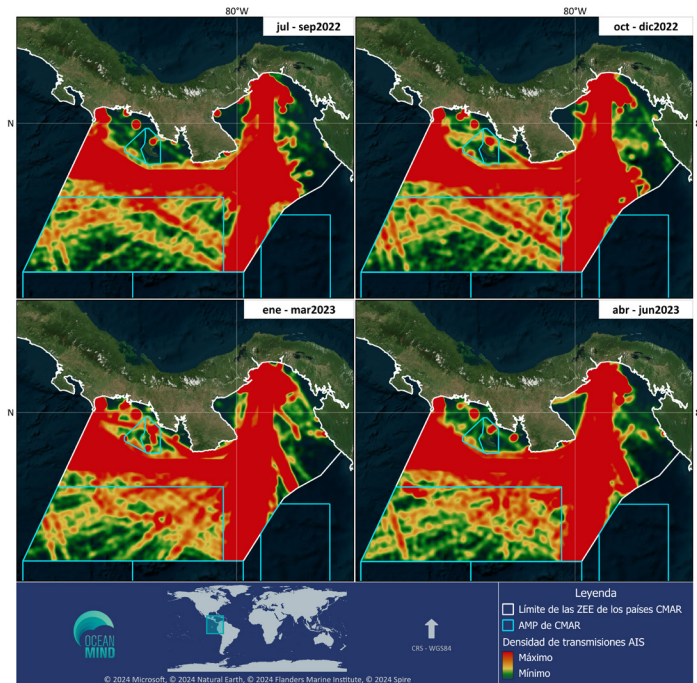 80°W
80°W
jul - sep2022
oct - dic2022
N
N
ene - mar2023
abr - jun2023
OCEAN
MIND
CRS - WGS84
© 2024 Microsoft, © 2024 Natural Earth, © 2024 Flanders Marine Institute, © 2024 Spire
Leyenda
Límite de las ZEE de los países CMAR
AMP de CMAR
Densidad de transmisiones AIS
Máximo
Mínimo